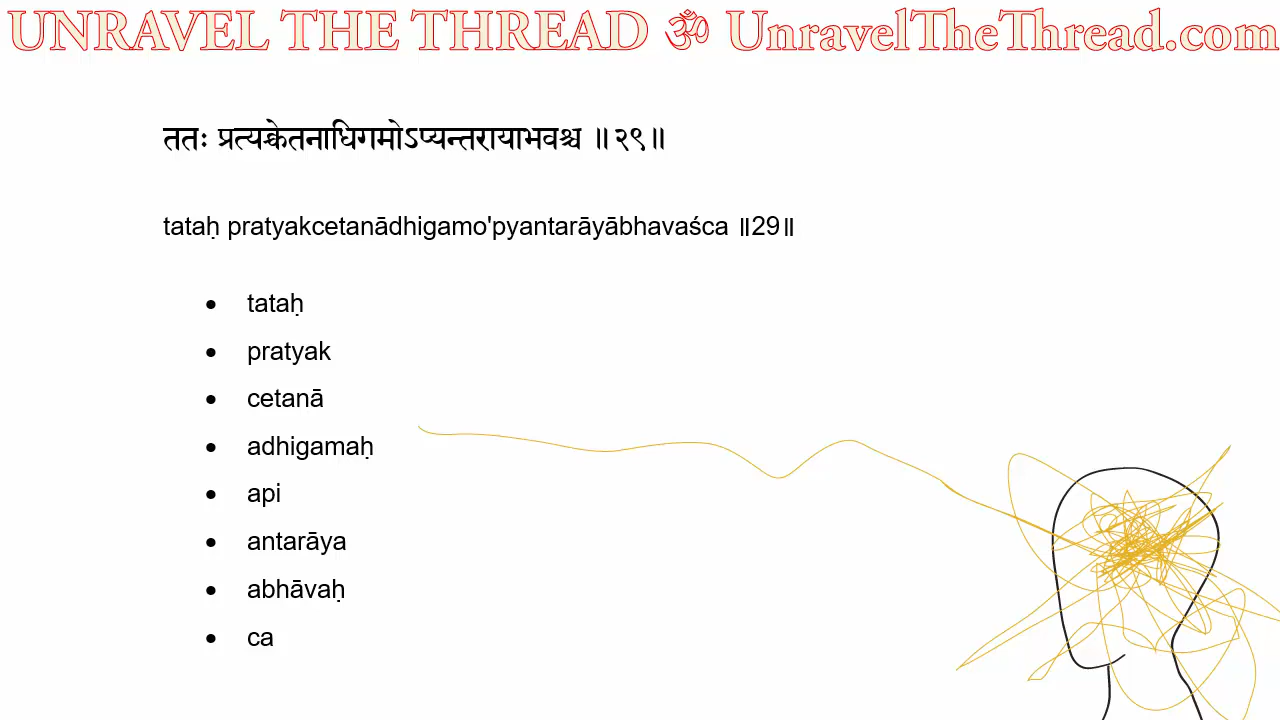 UNRAVEL THE THREAD ॐ UnravelTheThread.com
ततः प्रत्यक्चेतनाधिगमोऽप्यन्तरायाभवश्च ॥२९॥
tataḥ pratyakcetanādhigamo'pyantarāyābhavaśca ॥29॥
• tataḥ
• pratyak
• cetanā
• adhigamaḥ
• api
• antarāya
• abhāvaḥ
• ca